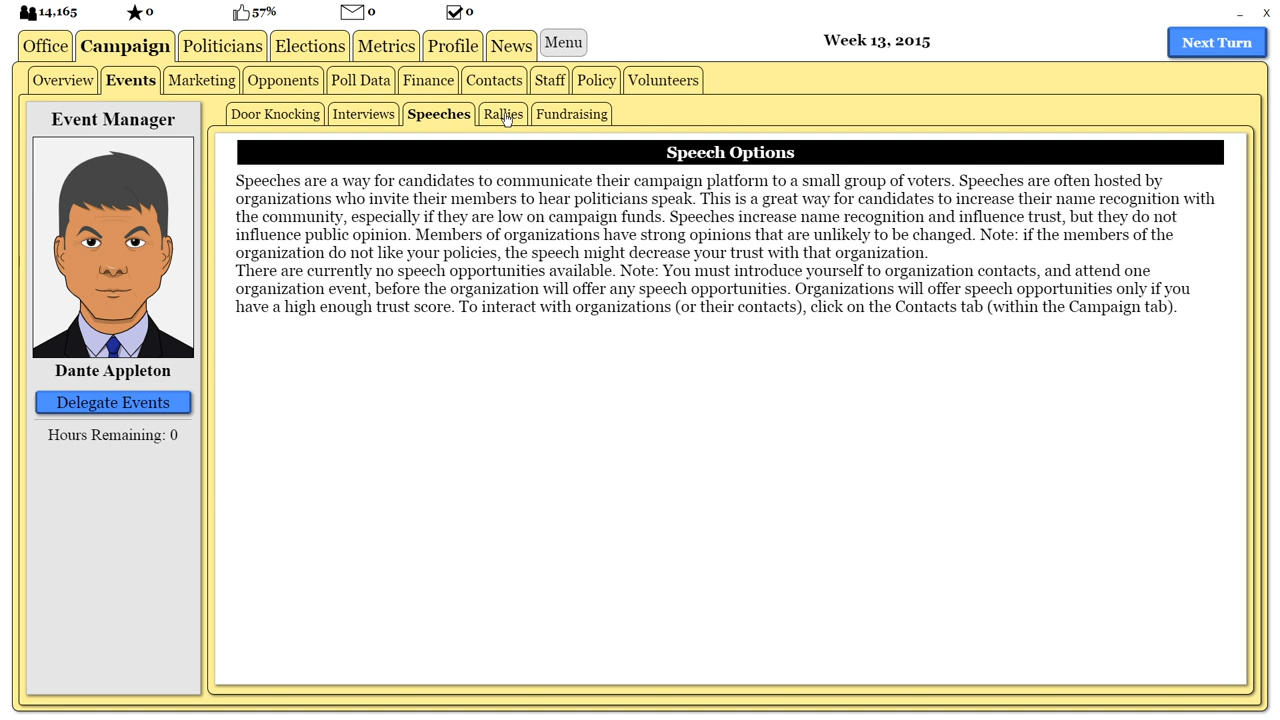 14,165 0 57% 0 0
_ X
Office Campaign Politicians Elections Metrics Profile News Menu Week 13, 2015 Next Turn
Overview Events Marketing Opponents Poll Data Finance Contacts Staff Policy Volunteers
Event Manager
Dante Appleton
Delegate Events
Hours Remaining: 0
Door Knocking Interviews Speeches Rallies Fundraising
Speech Options
Speeches are a way for candidates to communicate their campaign platform to a small group of voters. Speeches are often hosted by
organizations who invite their members to hear politicians speak. This is a great way for candidates to increase their name recognition with
the community, especially if they are low on campaign funds. Speeches increase name recognition and influence trust, but they do not
influence public opinion. Members of organizations have strong opinions that are unlikely to be changed. Note: if the members of the
organization do not like your policies, the speech might decrease your trust with that organization.
There are currently no speech opportunities available. Note: You must introduce yourself to organization contacts, and attend one
organization event, before the organization will offer any speech opportunities. Organizations will offer speech opportunities only if you
have a high enough trust score. To interact with organizations (or their contacts), click on the Contacts tab (within the Campaign tab).